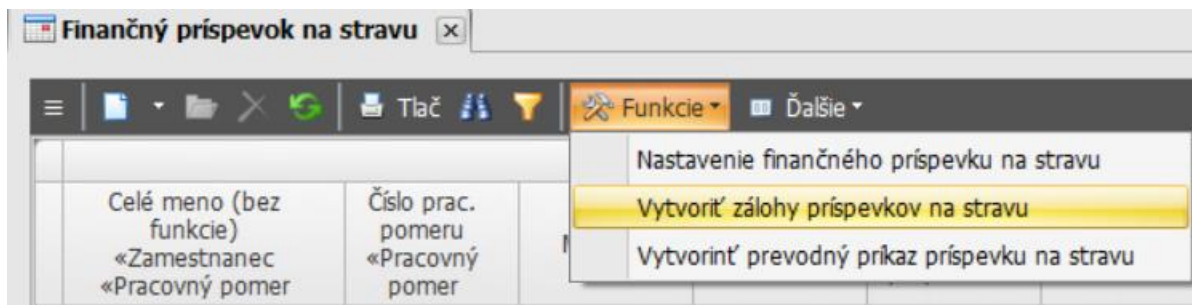 Finančný príspevok na stravu
Tlač Funkcie Ďalšie
Nastavenie finančného príspevku na stravu
Vytvoriť zálohy príspevkov na stravu
Vytvorinť prevodný príkaz príspevku na stravu
Celé meno (bez
funkcie)
«Zamestnanec
«Pracovný pomer
Číslo prac.
pomeru
«Pracovný
pomer